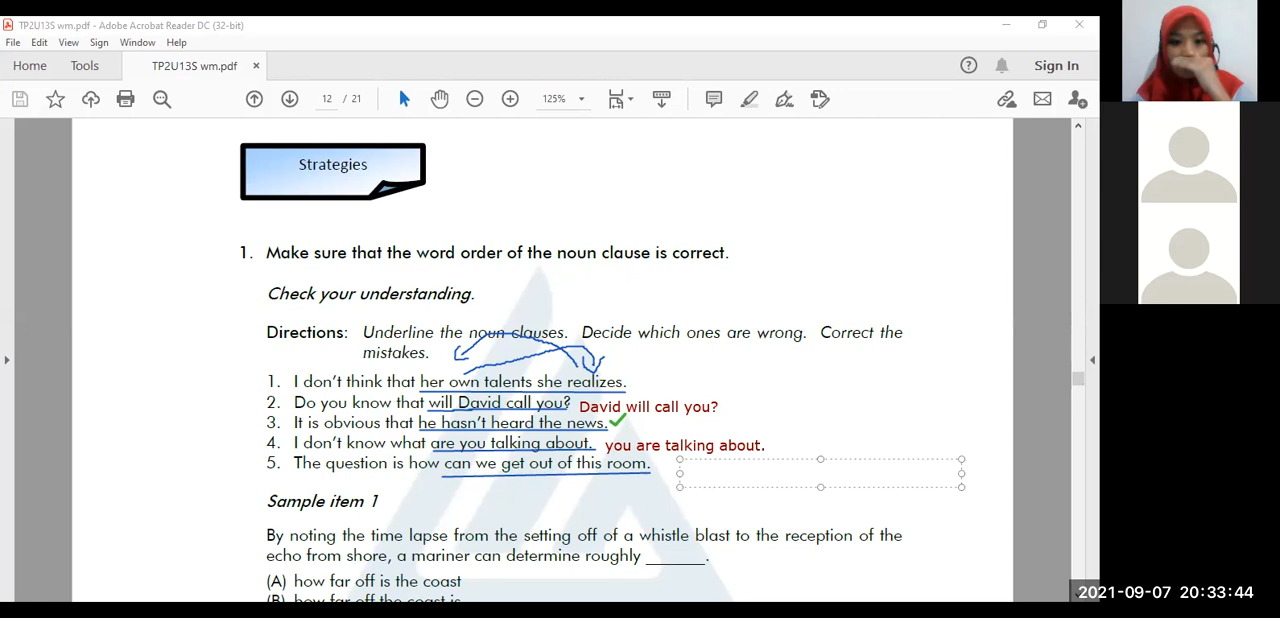 TP2U13S wm.pdf - Adobe Acrobat Reader DC (32-bit)
File Edit View Sign Window Help
Home Tools TP2U13S wm.pdf × Sign In
12 / 21 125%
Strategies
1. Make sure that the word order of the noun clause is correct.
Check your understanding.
Directions: Underline the noun clauses. Decide which ones are wrong. Correct the
mistakes.
1. I don't think that her own talents she realizes.
2. Do you know that will David call you? David will call you?
3. It is obvious that he hasn't heard the news.
4. I don't know what are you talking about. you are talking about.
5. The question is how can we get out of this room.
Sample item 1
By noting the time lapse from the setting off of a whistle blast to the reception of the
echo from shore, a mariner can determine roughly _______.
(A) how far off is the coast
(B) how far off the coast is
2021-09-07 20:33:44